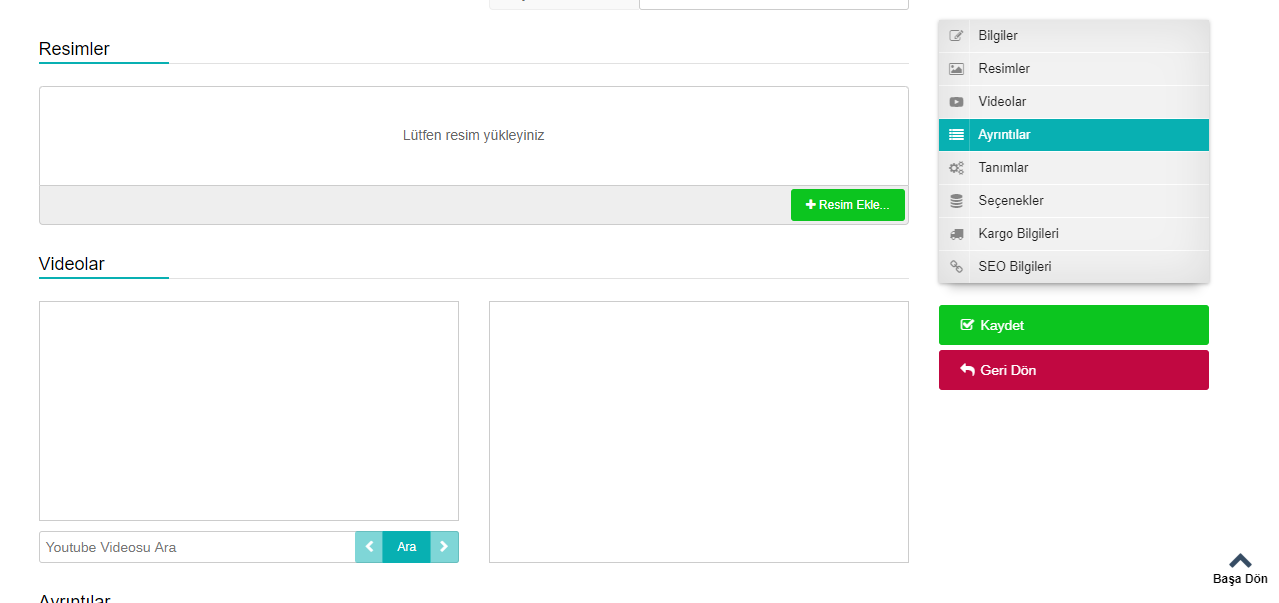 Resimler
Lütfen resim yükleyiniz
Resim Ekle...
Videolar
Youtube Videosu Ara
Ara
Ayrıntılar
Bilgiler
Resimler
Videolar
Ayrıntılar
Tanımlar
Seçenekler
Kargo Bilgileri
SEO Bilgileri
Kaydet
Geri Dön
Başa Dön